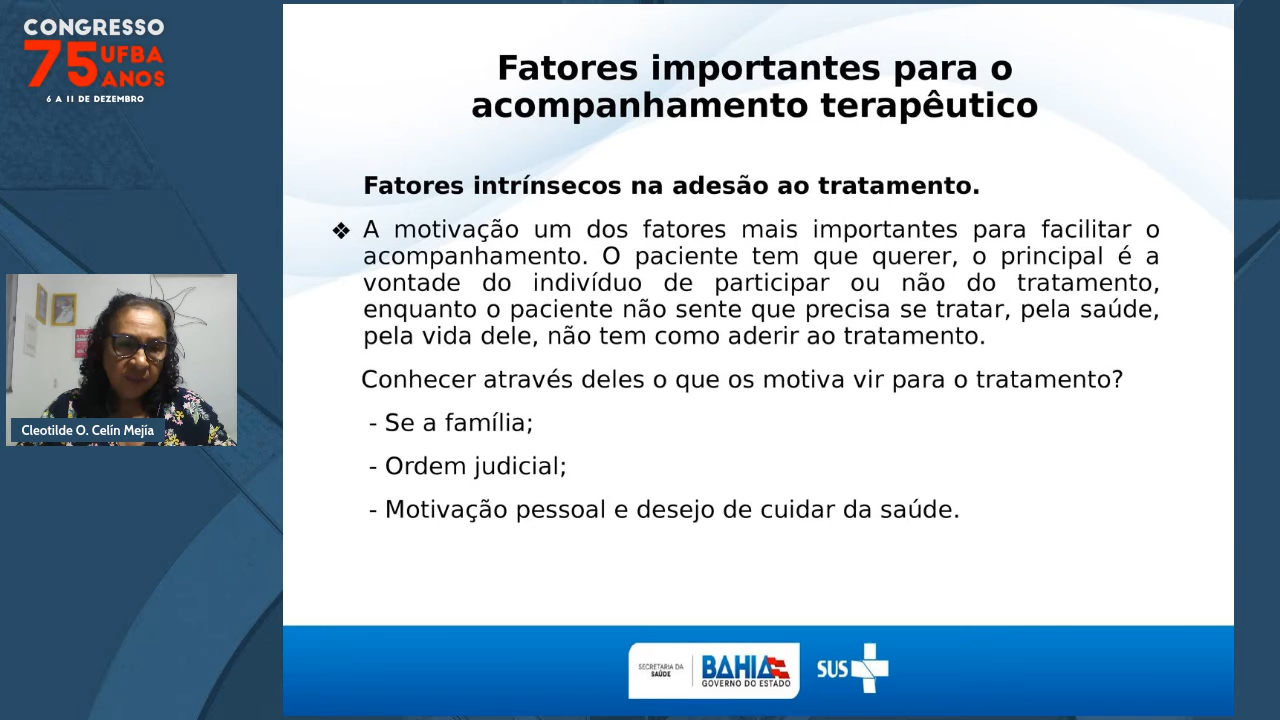 CONGRESSO
75 UFBA
ANOS
6 A 11 DE DEZEMBRO
Fatores importantes para o
acompanhamento terapêutico
Fatores intrínsecos na adesão ao tratamento.
❖ A motivação um dos fatores mais importantes para facilitar o
acompanhamento. O paciente tem que querer, o principal é a
vontade do indivíduo de participar ou não do tratamento,
enquanto o paciente não sente que precisa se tratar, pela saúde,
pela vida dele, não tem como aderir ao tratamento.
Conhecer através deles o que os motiva vir para o tratamento?
- Se a família;
- Ordem judicial;
- Motivação pessoal e desejo de cuidar da saúde.
Cleotilde O. Celín Mejía
SECRETARIA DA
SAÚDE
BAHIA
GOVERNO DO ESTADO
SUS